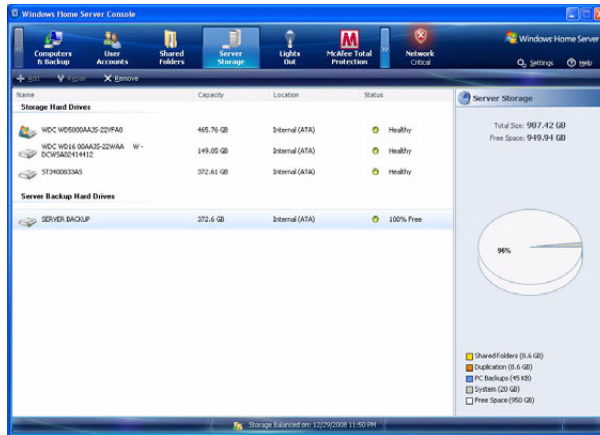 Windows Home Server Console
Computers & Backup
User Accounts
Shared Folders
Server Storage
Lights Out
McAfee Total Protection
Network Critical
Windows Home Server
Settings
Help
Add
Repair
Remove
Name Capacity Location Status
Storage Hard Drives
WDC WD5000AAJS-22YFA0 465.76 GB Internal (ATA) Healthy
WDC WD16 00AAJS-22WAA W -
DCWSA02414412 149.05 GB Internal (ATA) Healthy
ST3400833AS 372.61 GB Internal (ATA) Healthy
Server Backup Hard Drives
SERVER BACKUP 372.6 GB Internal (ATA) 100% Free
Server Storage
Total Size: 987.42 GB
Free Space: 949.94 GB
96%
Shared Folders (8.6 GB)
Duplication (8.6 GB)
PC Backups (45 KB)
System (20 GB)
Free Space (950 GB)
Storage Balanced on: 12/29/2008 11:50 PM